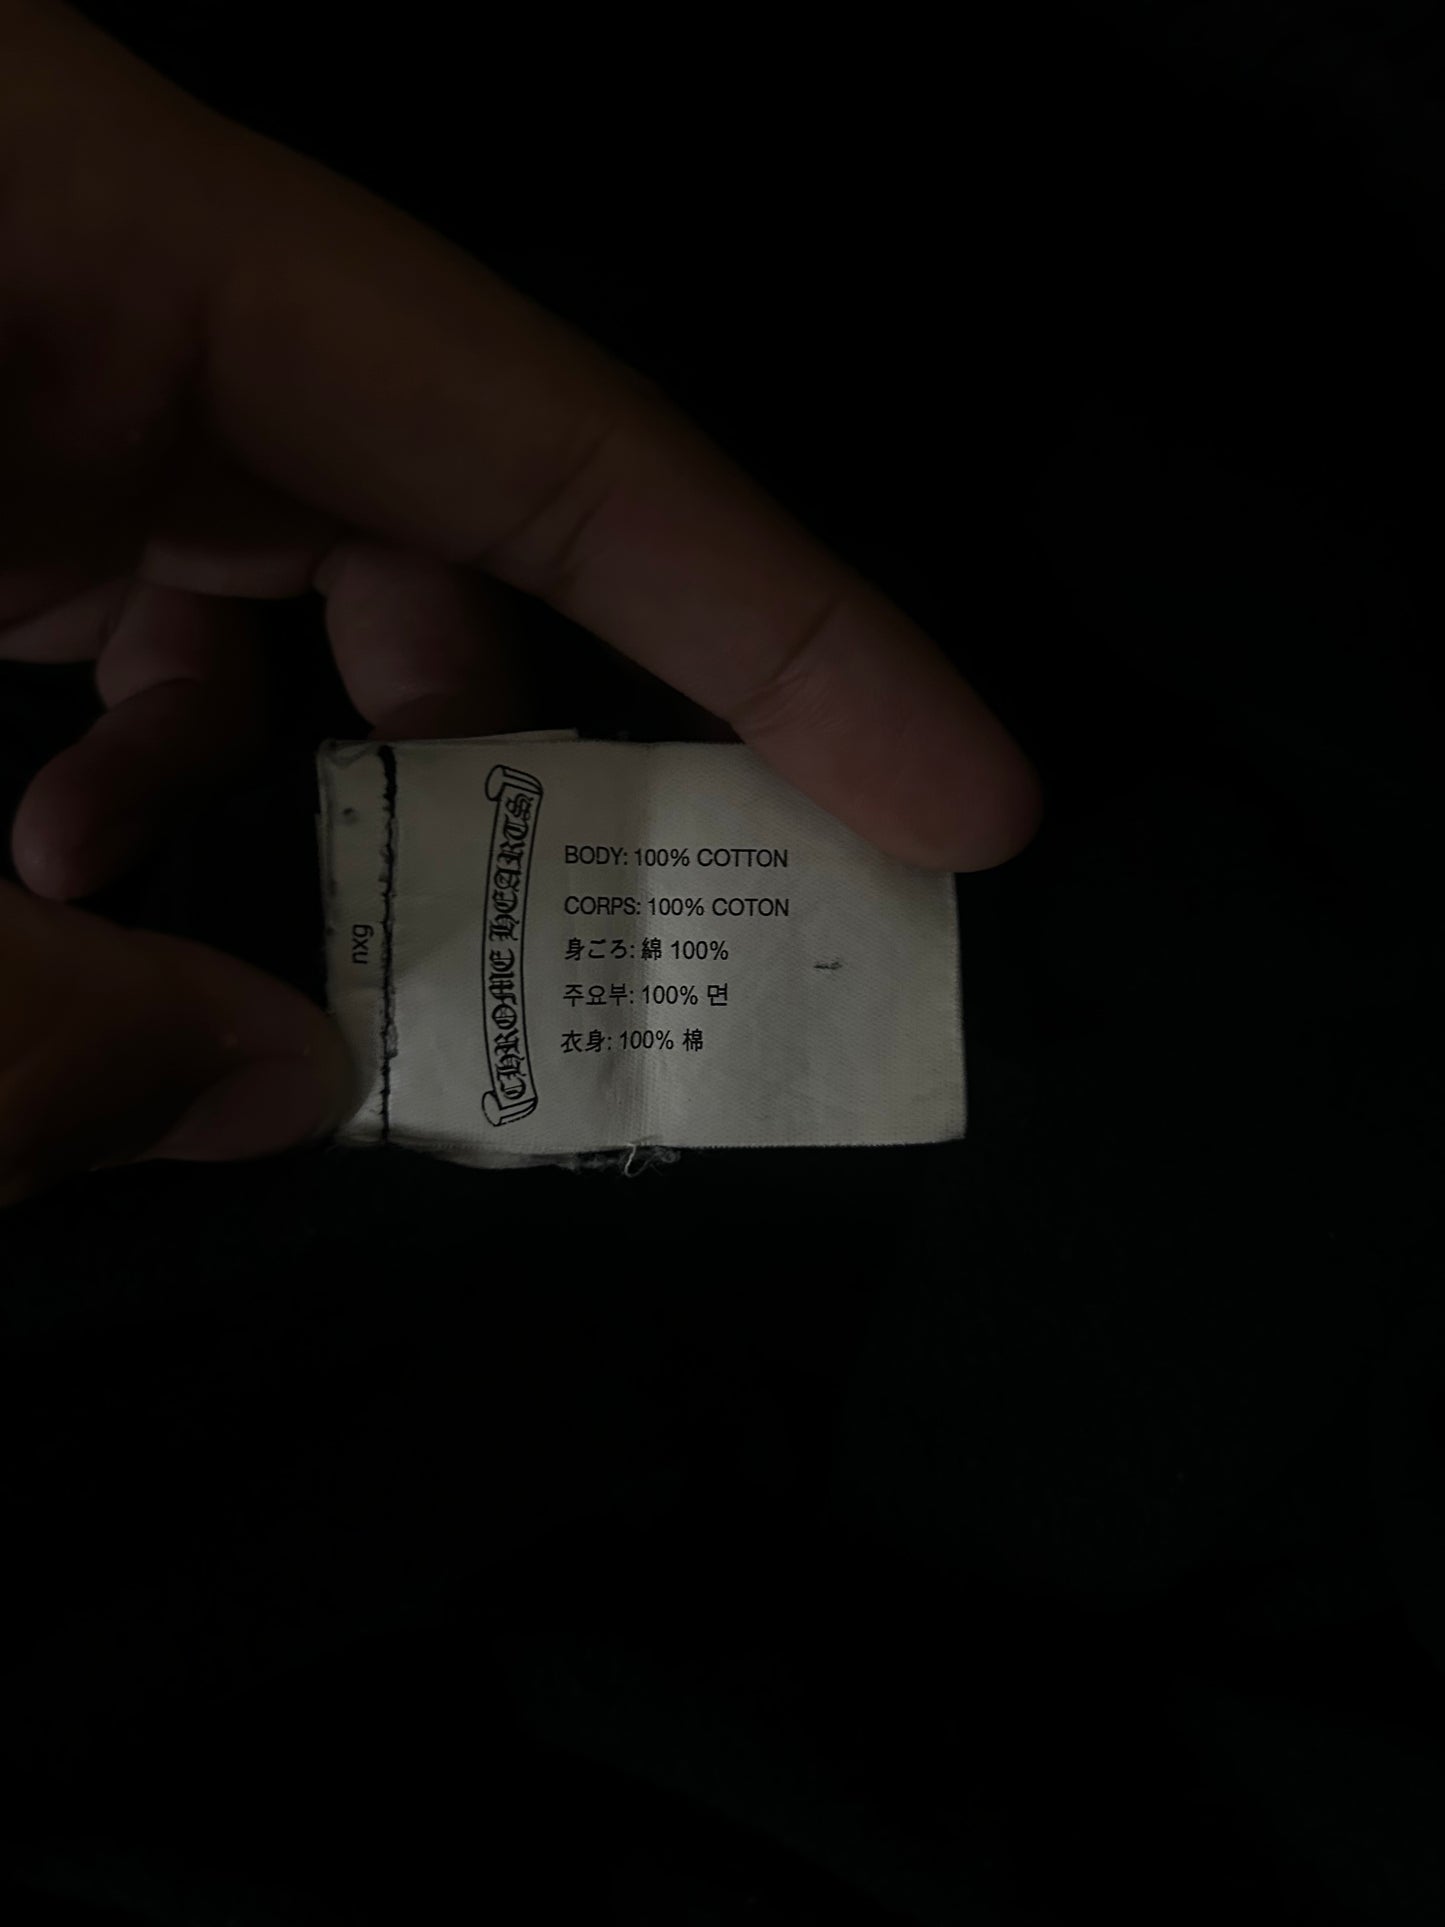 nxg
CHROME HEARTS
BODY: 100% COTTON
CORPS: 100% COTON
身ごろ: 綿 100%
주요부: 100% 면
衣身: 100% 棉